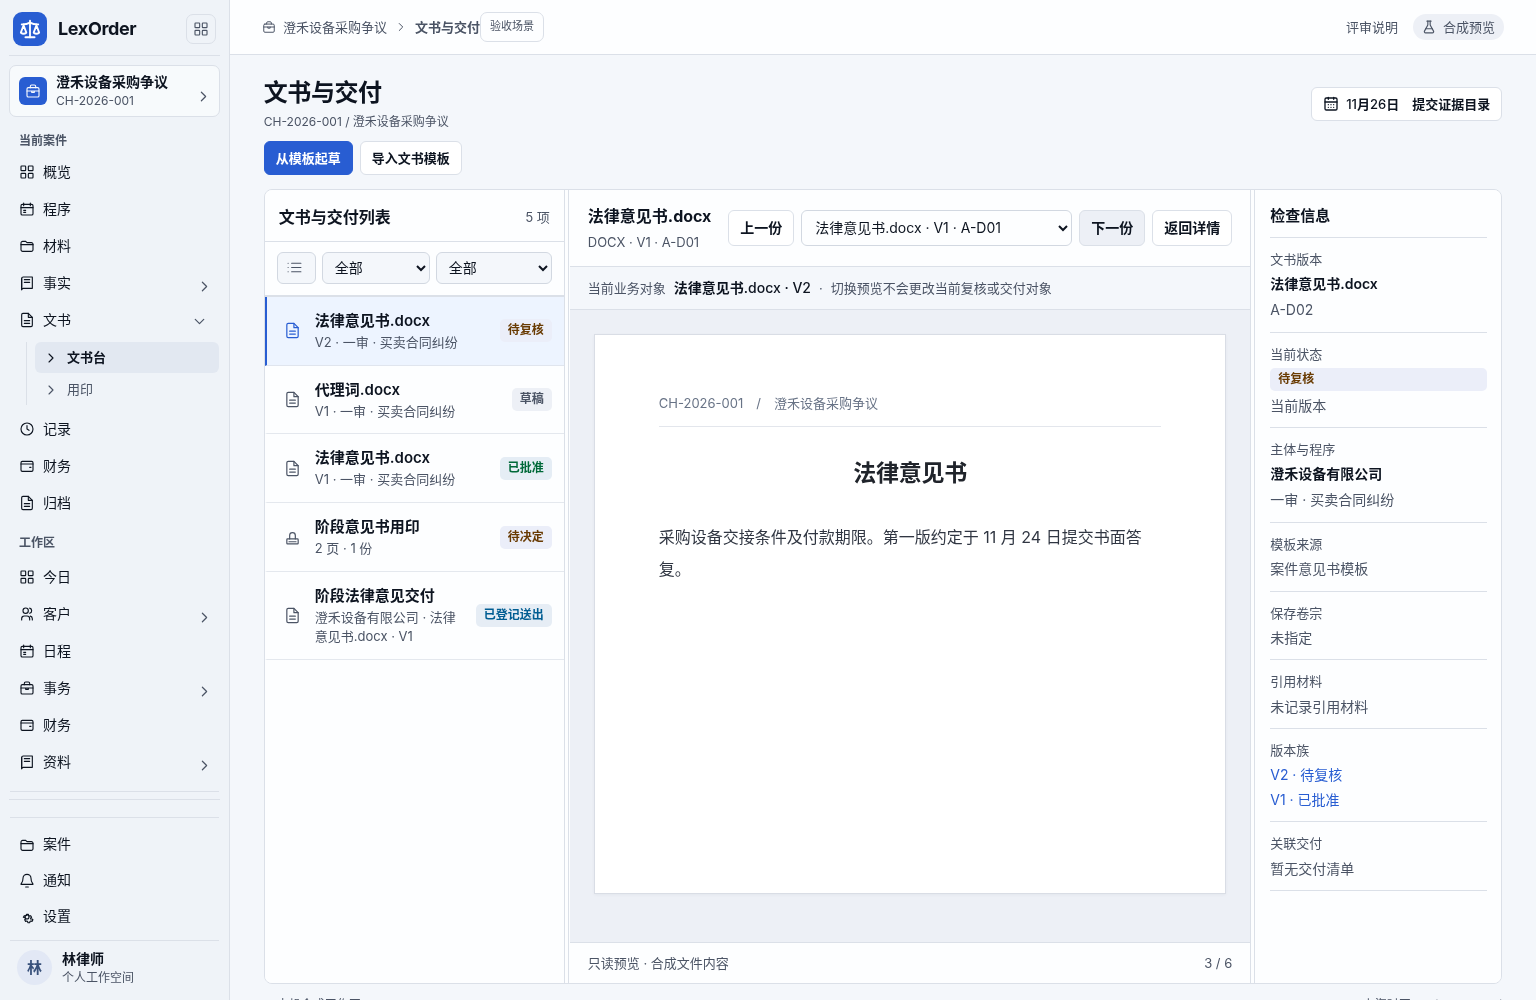 LexOrder
澄禾设备采购争议
CH-2026-001
当前案件
概览
程序
材料
事实
文书
文书台
用印
记录
财务
归档
工作区
今日
客户
日程
事务
财务
资料
案件
通知
设置
林
林律师
个人工作空间
澄禾设备采购争议
文书与交付
验收场景
评审说明
合成预览
文书与交付
CH-2026-001 / 澄禾设备采购争议
11月26日 提交证据目录
从模板起草
导入文书模板
文书与交付列表
5 项
全部
全部
法律意见书.docx
V2 · 一审 · 买卖合同纠纷
待复核
代理词.docx
V1 · 一审 · 买卖合同纠纷
草稿
法律意见书.docx
V1 · 一审 · 买卖合同纠纷
已批准
阶段意见书用印
2 页 · 1 份
待决定
阶段法律意见交付
澄禾设备有限公司 · 法律
意见书.docx · V1
已登记送出
法律意见书.docx
DOCX · V1 · A-D01
上一份
法律意见书.docx · V1 · A-D01
下一份
返回详情
当前业务对象 法律意见书.docx · V2 · 切换预览不会更改当前复核或交付对象
CH-2026-001 / 澄禾设备采购争议
法律意见书
采购设备交接条件及付款期限。第一版约定于 11 月 24 日提交书面答
复。
只读预览 · 合成文件内容
3 / 6
检查信息
文书版本
法律意见书.docx
A-D02
当前状态
待复核
当前版本
主体与程序
澄禾设备有限公司
一审 · 买卖合同纠纷
模板来源
案件意见书模板
保存卷宗
未指定
引用材料
未记录引用材料
版本族
V2 · 待复核
V1 · 已批准
关联交付
暂无交付清单